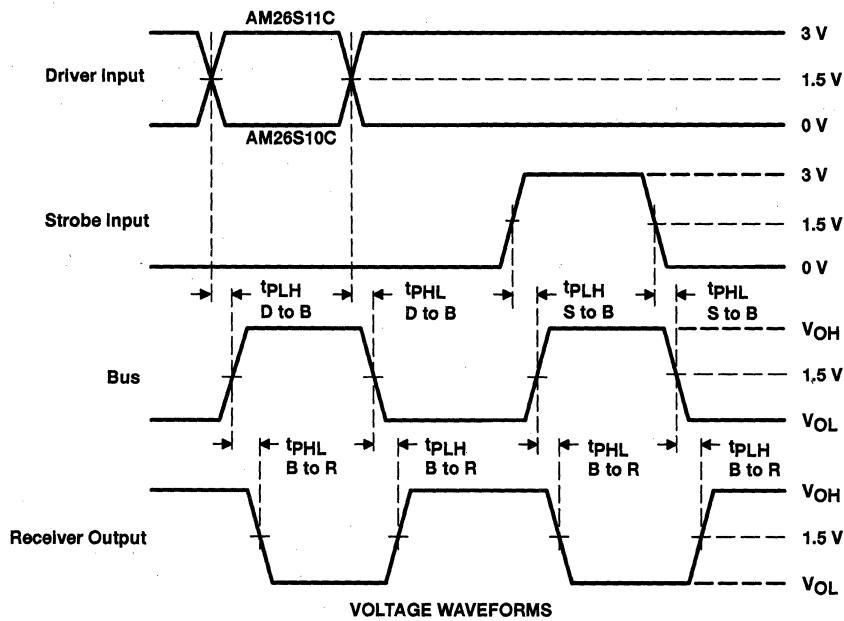 AM26S11C
3 V
Driver Input
1.5 V
0 V
AM26S10C
3 V
Strobe Input
1.5 V
0 V
tPLH
D to B
tPHL
D to B
tPLH
S to B
tPHL
S to B
VOH
Bus
1.5 V
VOL
tPHL
B to R
tPLH
B to R
tPHL
B to R
tPLH
B to R
VOH
Receiver Output
1.5 V
VOL
VOLTAGE WAVEFORMS